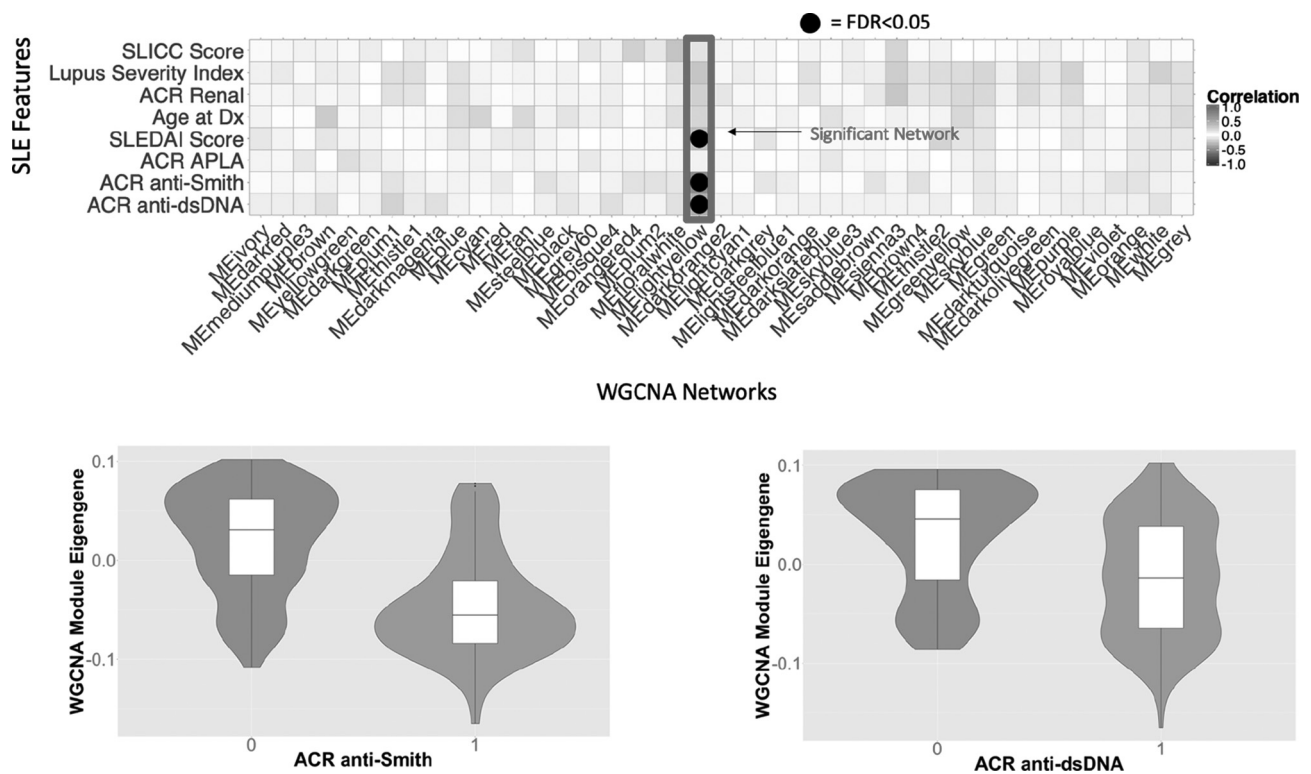 = FDR<0.05
SLE Features
SLICC Score
Lupus Severity Index
ACR Renal
Age at Dx
SLEDAI Score
ACR APLA
ACR anti-Smith
ACR anti-dsDNA
Significant Network
Correlation
1.0
0.5
0.0
-0.5
-1.0
MEivory
MEdarkred
MEmediumpurple3
MEbrown
MEyellowgreen
MEdarkgreen
MEplum1
MEthistle1
MEdarkmagenta
MEblue
MEcyan
MEred
MEtan
MEsteelblue
MEblack
MEgrey60
MEbisque4
MEorangered4
MEplum2
MEfloralwhite
MElightyellow
MEdarkorange2
MElightcyan1
MEdarkgrey
MElightsteelblue1
MEdarkorange
MEdarkslateblue
MEskyblue3
MEsaddlebrown
MEsienna3
MEbrown4
MEthistle2
MEgreenyellow
MEskyblue
MEgreen
MEdarkturquoise
MEdarkolivegreen
MEpurple
MEroyalblue
MEviolet
MEorange
MEwhite
MEgrey
WGCNA Networks
WGCNA Module Eigengene
0.1
0.0
-0.1
0
1
ACR anti-Smith
WGCNA Module Eigengene
0.1
0.0
-0.1
0
1
ACR anti-dsDNA